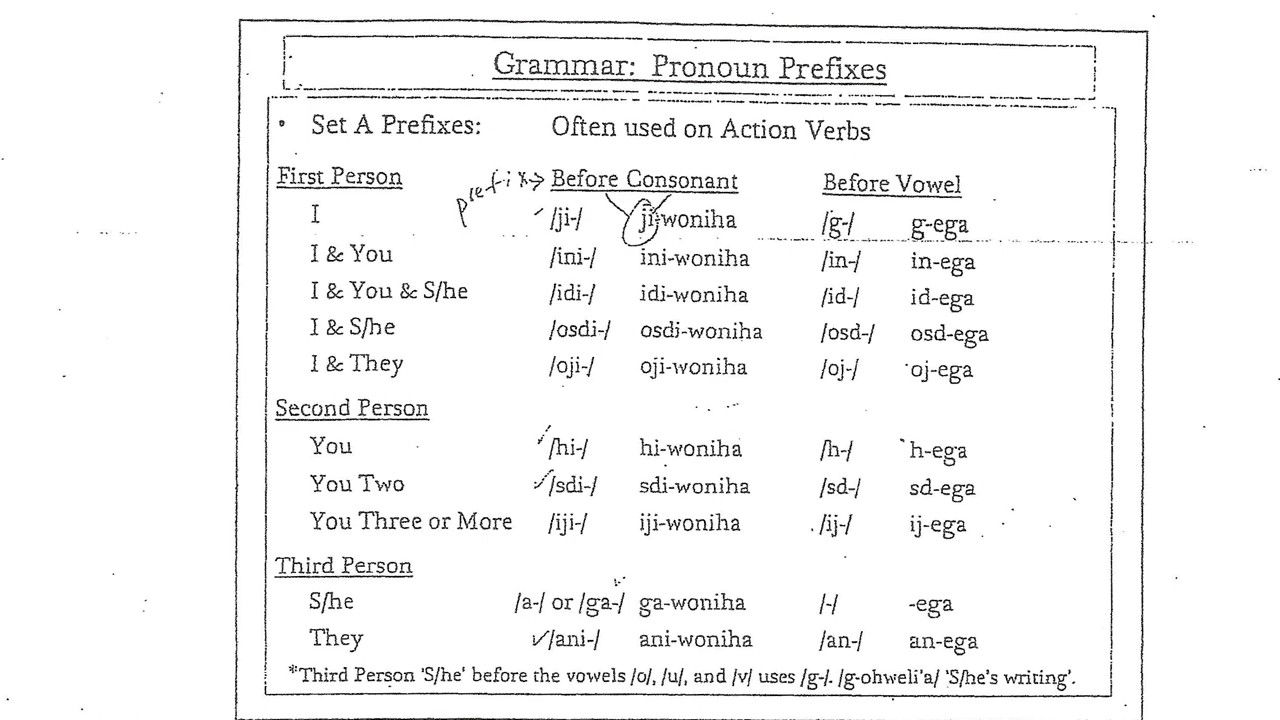 Grammar: Pronoun Prefixes
• Set A Prefixes: Often used on Action Verbs
First Person prefix→ Before Consonant Before Vowel
I ✓/ji-/ ji-woniha /g-/ g-ega
I & You /ini-/ ini-woniha /in-/ in-ega
I & You & S/he /idi-/ idi-woniha /id-/ id-ega
I & S/he /osdi-/ osdi-woniha /osd-/ osd-ega
I & They /oji-/ oji-woniha /oj-/ oj-ega
Second Person
You ✓/hi-/ hi-woniha /h-/ h-ega
You Two ✓/sdi-/ sdi-woniha /sd-/ sd-ega
You Three or More /iji-/ iji-woniha /ij-/ ij-ega
Third Person
S/he /a-/ or /ga-/ ga-woniha /-/ -ega
They ✓/ani-/ ani-woniha /an-/ an-ega
*Third Person 'S/he' before the vowels /o/, /u/, and /v/ uses /g-/. /g-ohweli'a/ 'S/he's writing'.